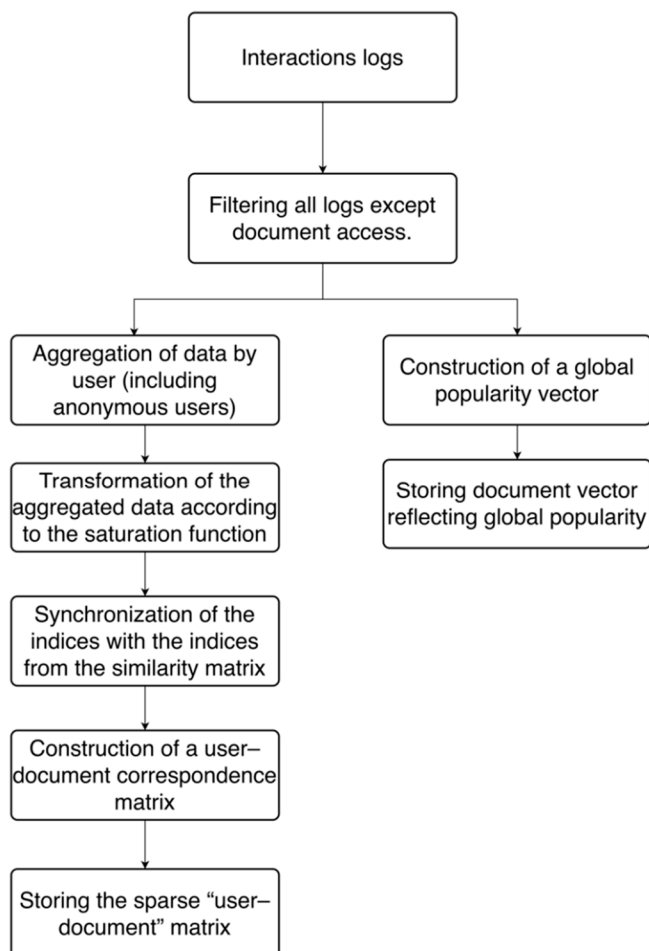 Interactions logs
Filtering all logs except
document access.
Aggregation of data by
user (including
anonymous users)
Transformation of the
aggregated data according
to the saturation function
Synchronization of the
indices with the indices
from the similarity matrix
Construction of a user–
document correspondence
matrix
Storing the sparse “user–
document” matrix
Construction of a global
popularity vector
Storing document vector
reflecting global popularity